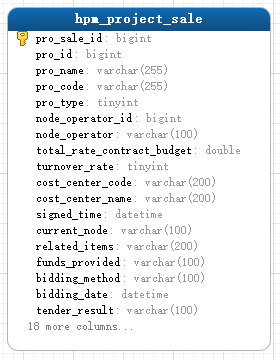 hpm_project_sale
pro_sale_id: bigint
pro_id: bigint
pro_name: varchar(255)
pro_code: varchar(255)
pro_type: tinyint
node_operator_id: bigint
node_operator: varchar(100)
total_rate_contract_budget: double
turnover_rate: tinyint
cost_center_code: varchar(200)
cost_center_name: varchar(200)
signed_time: datetime
current_node: varchar(100)
related_items: varchar(200)
funds_provided: varchar(100)
bidding_method: varchar(100)
bidding_date: datetime
tender_result: varchar(100)
18 more columns...